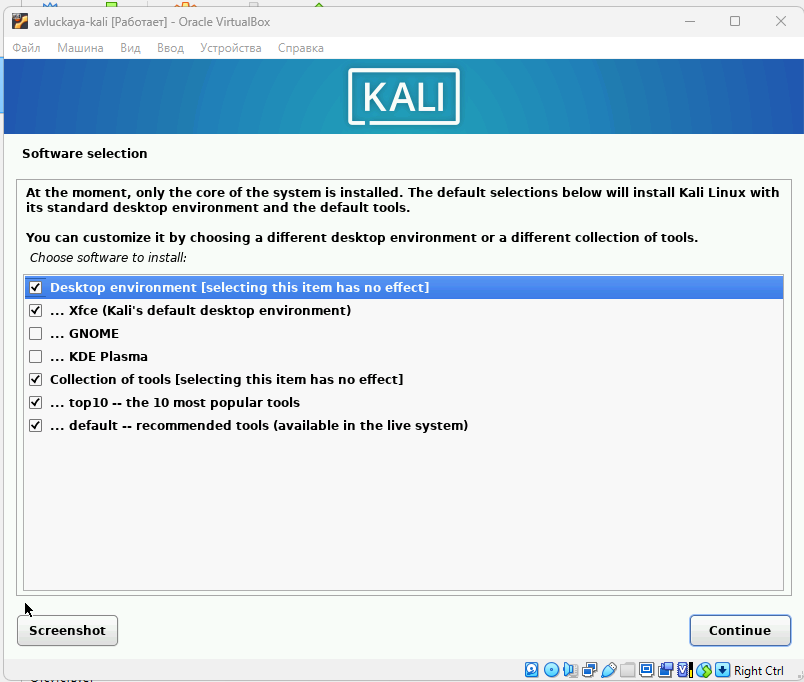 avluckaya-kali [Работает] - Oracle VirtualBox
Файл Машина Вид Ввод Устройства Справка
KALI
Software selection
At the moment, only the core of the system is installed. The default selections below will install Kali Linux with
its standard desktop environment and the default tools.
You can customize it by choosing a different desktop environment or a different collection of tools.
Choose software to install:
Desktop environment [selecting this item has no effect]
... Xfce (Kali's default desktop environment)
... GNOME
... KDE Plasma
Collection of tools [selecting this item has no effect]
... top10 -- the 10 most popular tools
... default -- recommended tools (available in the live system)
Screenshot
Continue
Right Ctrl